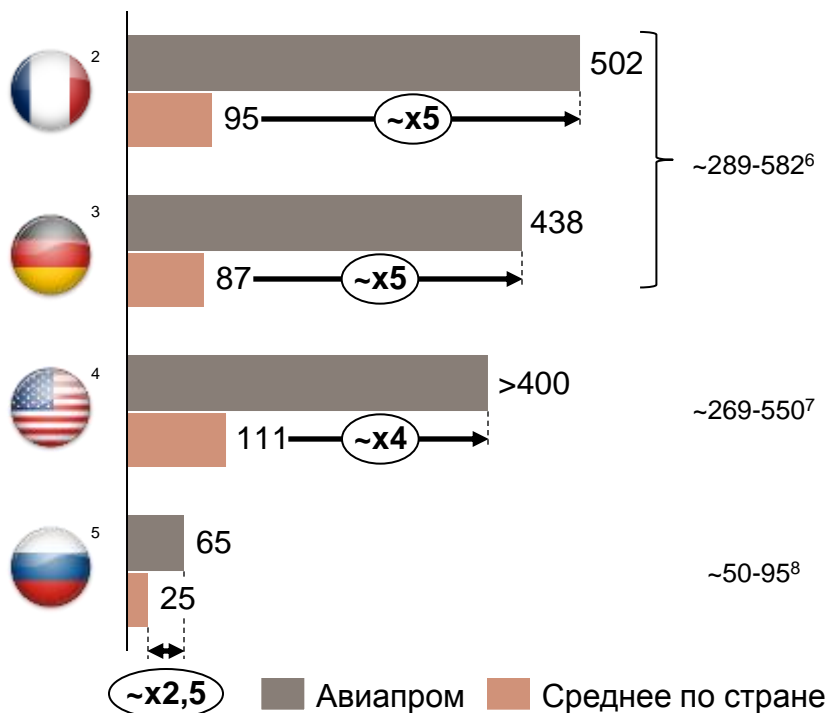 2
502
95
~x5
~289-582⁶
3
438
87
~x5
4
>400
111
~x4
~269-550⁷
5
65
25
~50-95⁸
~x2,5
Авиапром
Среднее по стране